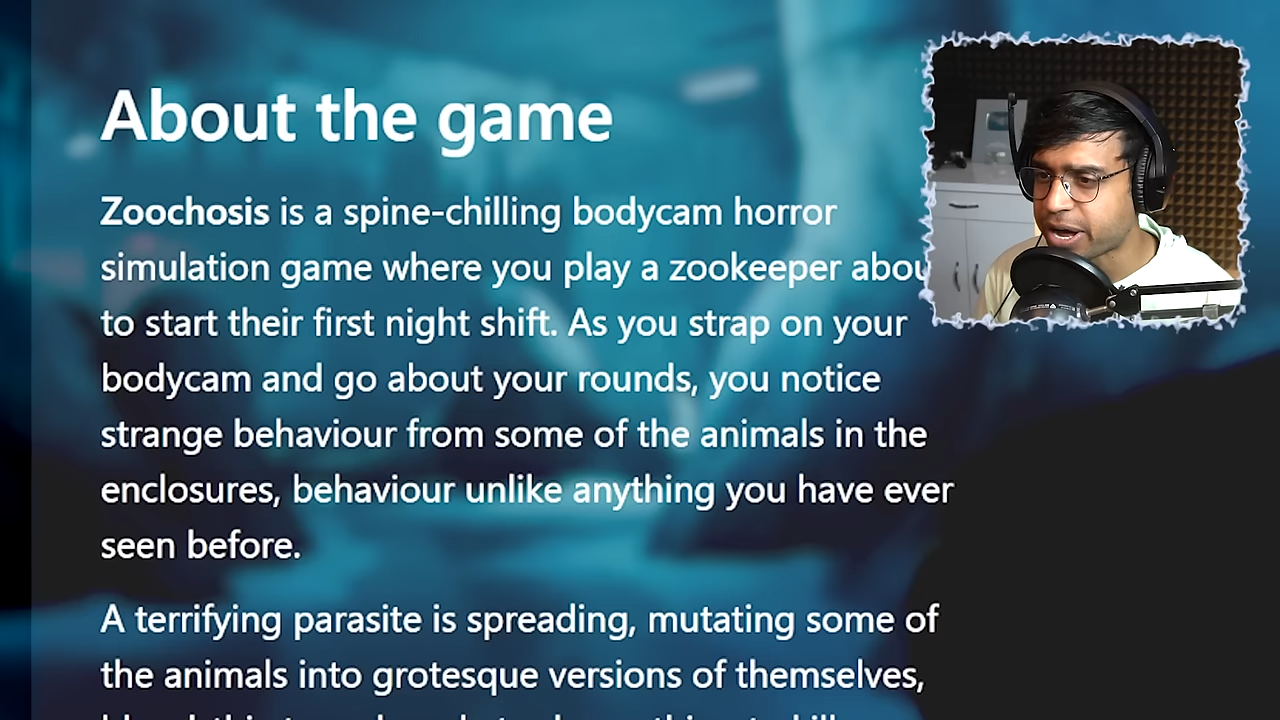 About the game
Zoochosis is a spine-chilling bodycam horror
simulation game where you play a zookeeper
to start their first night shift. As you strap on your
bodycam and go about your rounds, you notice
strange behaviour from some of the animals in the
enclosures, behaviour unlike anything you have ever
seen before.
A terrifying parasite is spreading, mutating some of
the animals into grotesque versions of themselves,